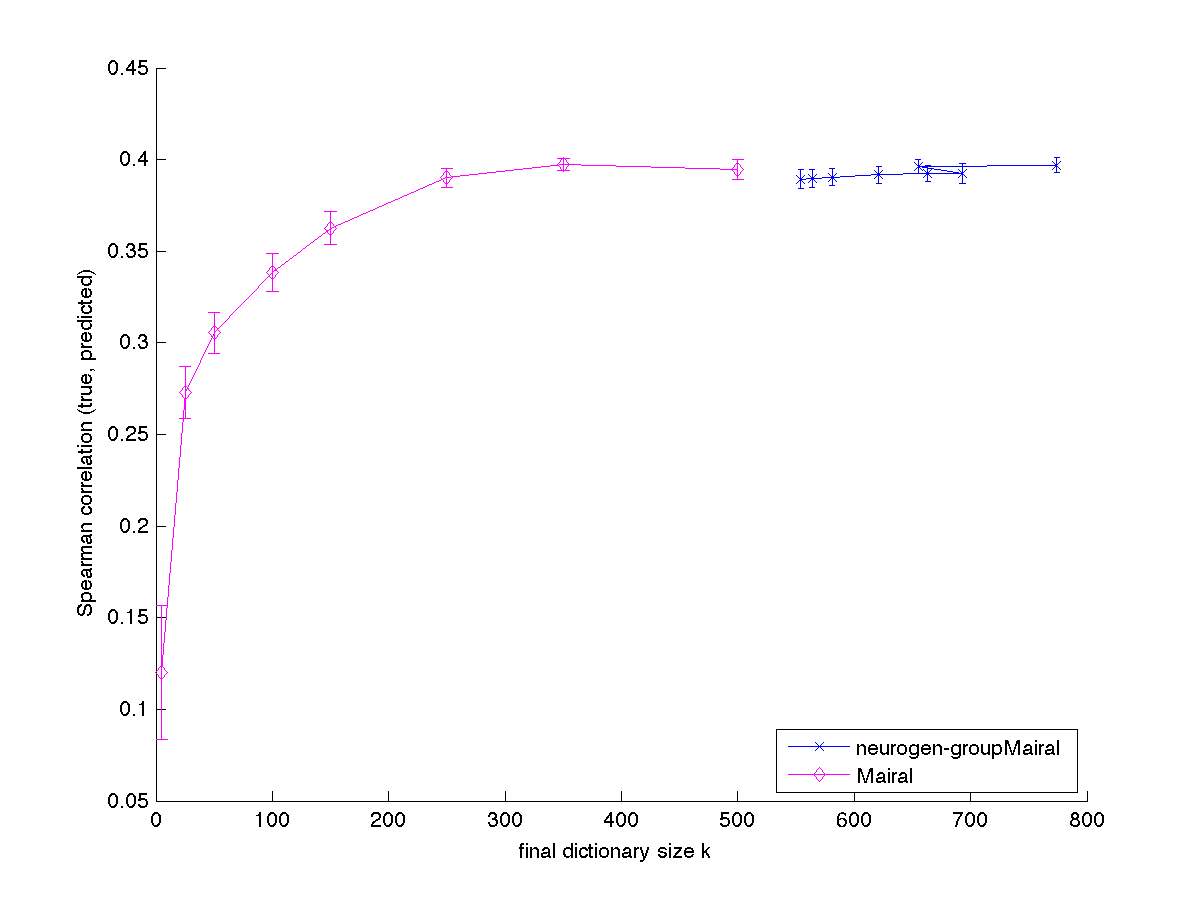 0.45
0.4
0.35
0.3
0.25
0.2
0.15
0.1
0.05
Spearman correlation (true, predicted)
0 100 200 300 400 500 600 700 800
final dictionary size k
neurogen-groupMairal
Mairal